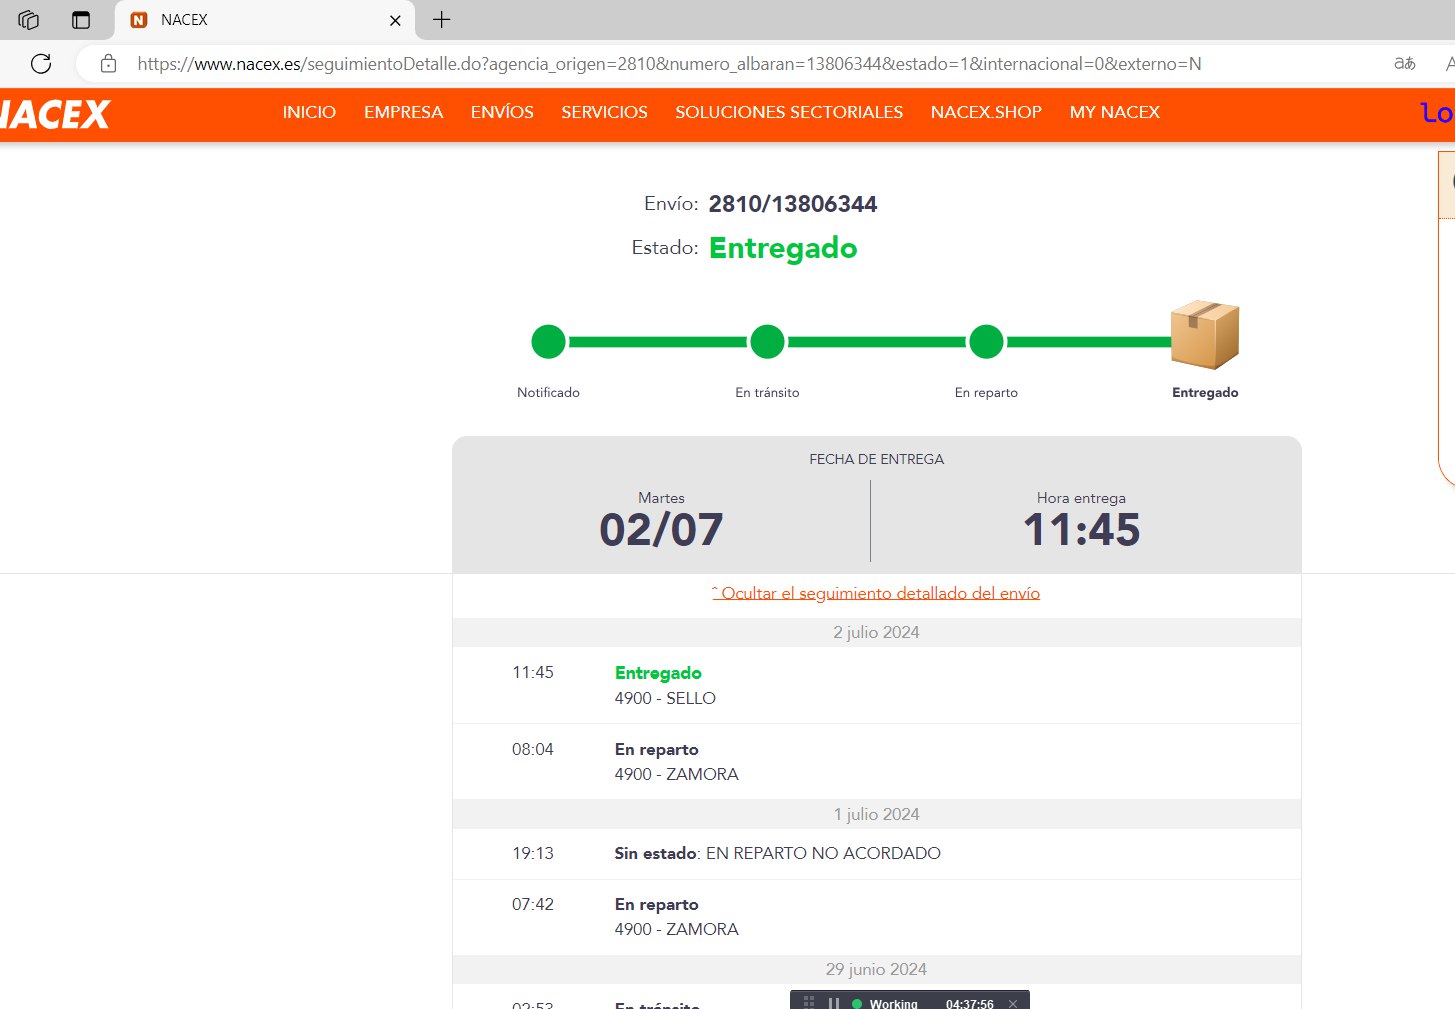 NACEX
https://www.nacex.es/seguimientoDetalle.do?agencia_origen=2810&numero_albaran=13806344&estado=1&internacional=0&externo=N
NACEX
INICIO EMPRESA ENVÍOS SERVICIOS SOLUCIONES SECTORIALES NACEX.SHOP MY NACEX
Envío: 2810/13806344
Estado: Entregado
Notificado En tránsito En reparto Entregado
FECHA DE ENTREGA
Martes Hora entrega
02/07 11:45
ˆ Ocultar el seguimiento detallado del envío
2 julio 2024
11:45 Entregado
4900 - SELLO
08:04 En reparto
4900 - ZAMORA
1 julio 2024
19:13 Sin estado: EN REPARTO NO ACORDADO
07:42 En reparto
4900 - ZAMORA
29 junio 2024
02:53 En tránsito
Working 04:37:56